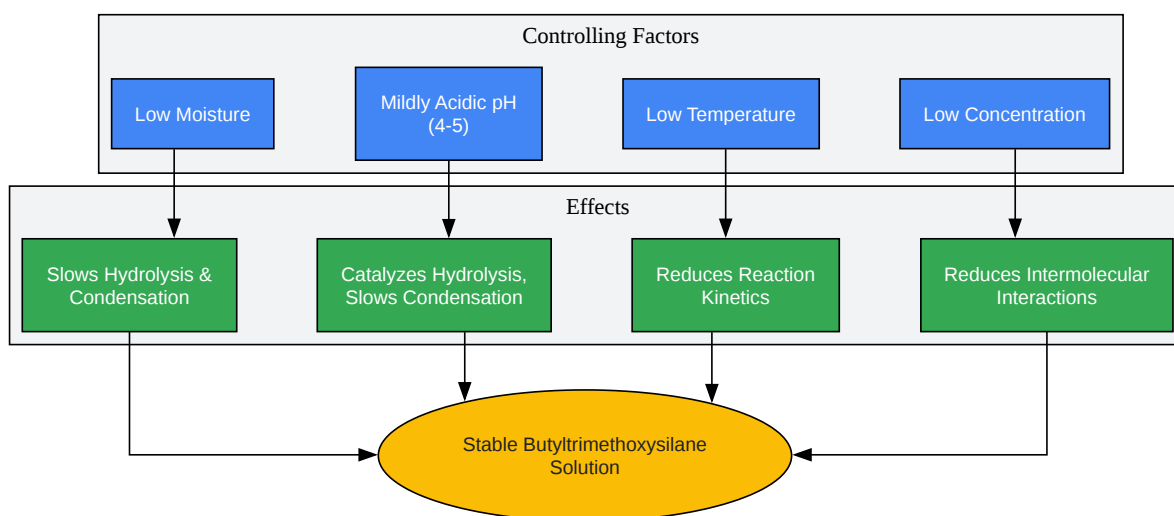 Controlling Factors
Low Moisture
Mildly Acidic pH
(4-5)
Low Temperature
Low Concentration
Effects
Slows Hydrolysis &
Condensation
Catalyzes Hydrolysis,
Slows Condensation
Reduces Reaction
Kinetics
Reduces Intermolecular
Interactions
Stable Butyltrimethoxysilane
Solution